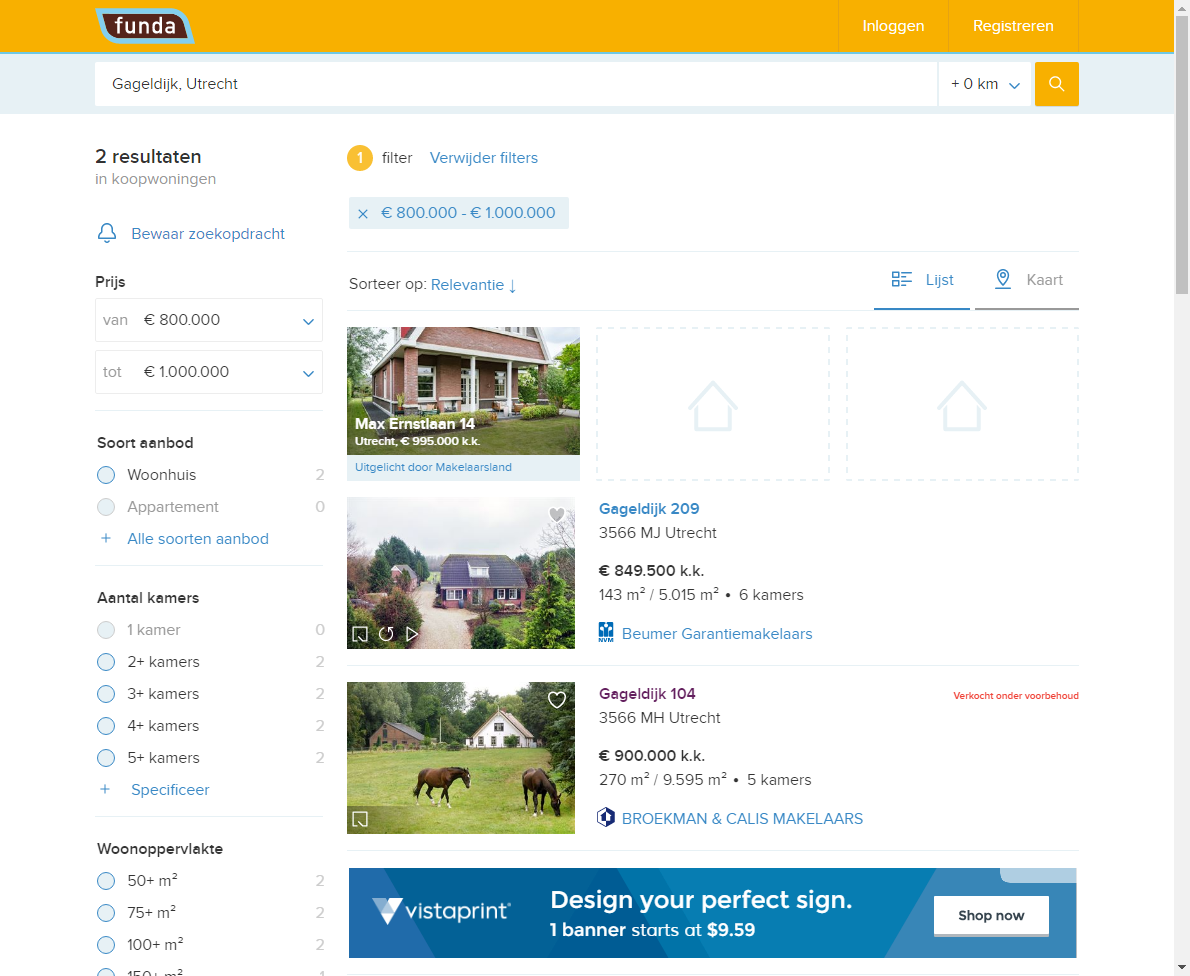 funda
Inloggen
Registreren
Gageldijk, Utrecht
+ 0 km
2 resultaten
in koopwoningen
Bewaar zoekopdracht
Prijs
van € 800.000
tot € 1.000.000
Soort aanbod
Woonhuis 2
Appartement 0
+ Alle soorten aanbod
Aantal kamers
1 kamer 0
2+ kamers 2
3+ kamers 2
4+ kamers 2
5+ kamers 2
+ Specificeer
Woonoppervlakte
50+ m² 2
75+ m² 2
100+ m² 2
150+ m² 1
1 filter Verwijder filters
× € 800.000 - € 1.000.000
Sorteer op: Relevantie ↓
Lijst
Kaart
Max Ernstlaan 14
Utrecht, € 995.000 k.k.
Uitgelicht door Makelaarsland
Gageldijk 209
3566 MJ Utrecht
€ 849.500 k.k.
143 m² / 5.015 m² • 6 kamers
NVM
Beumer Garantiemakelaars
Gageldijk 104
Verkocht onder voorbehoud
3566 MH Utrecht
€ 900.000 k.k.
270 m² / 9.595 m² • 5 kamers
BROEKMAN & CALIS MAKELAARS
vistaprint
Design your perfect sign.
1 banner starts at $9.59
Shop now